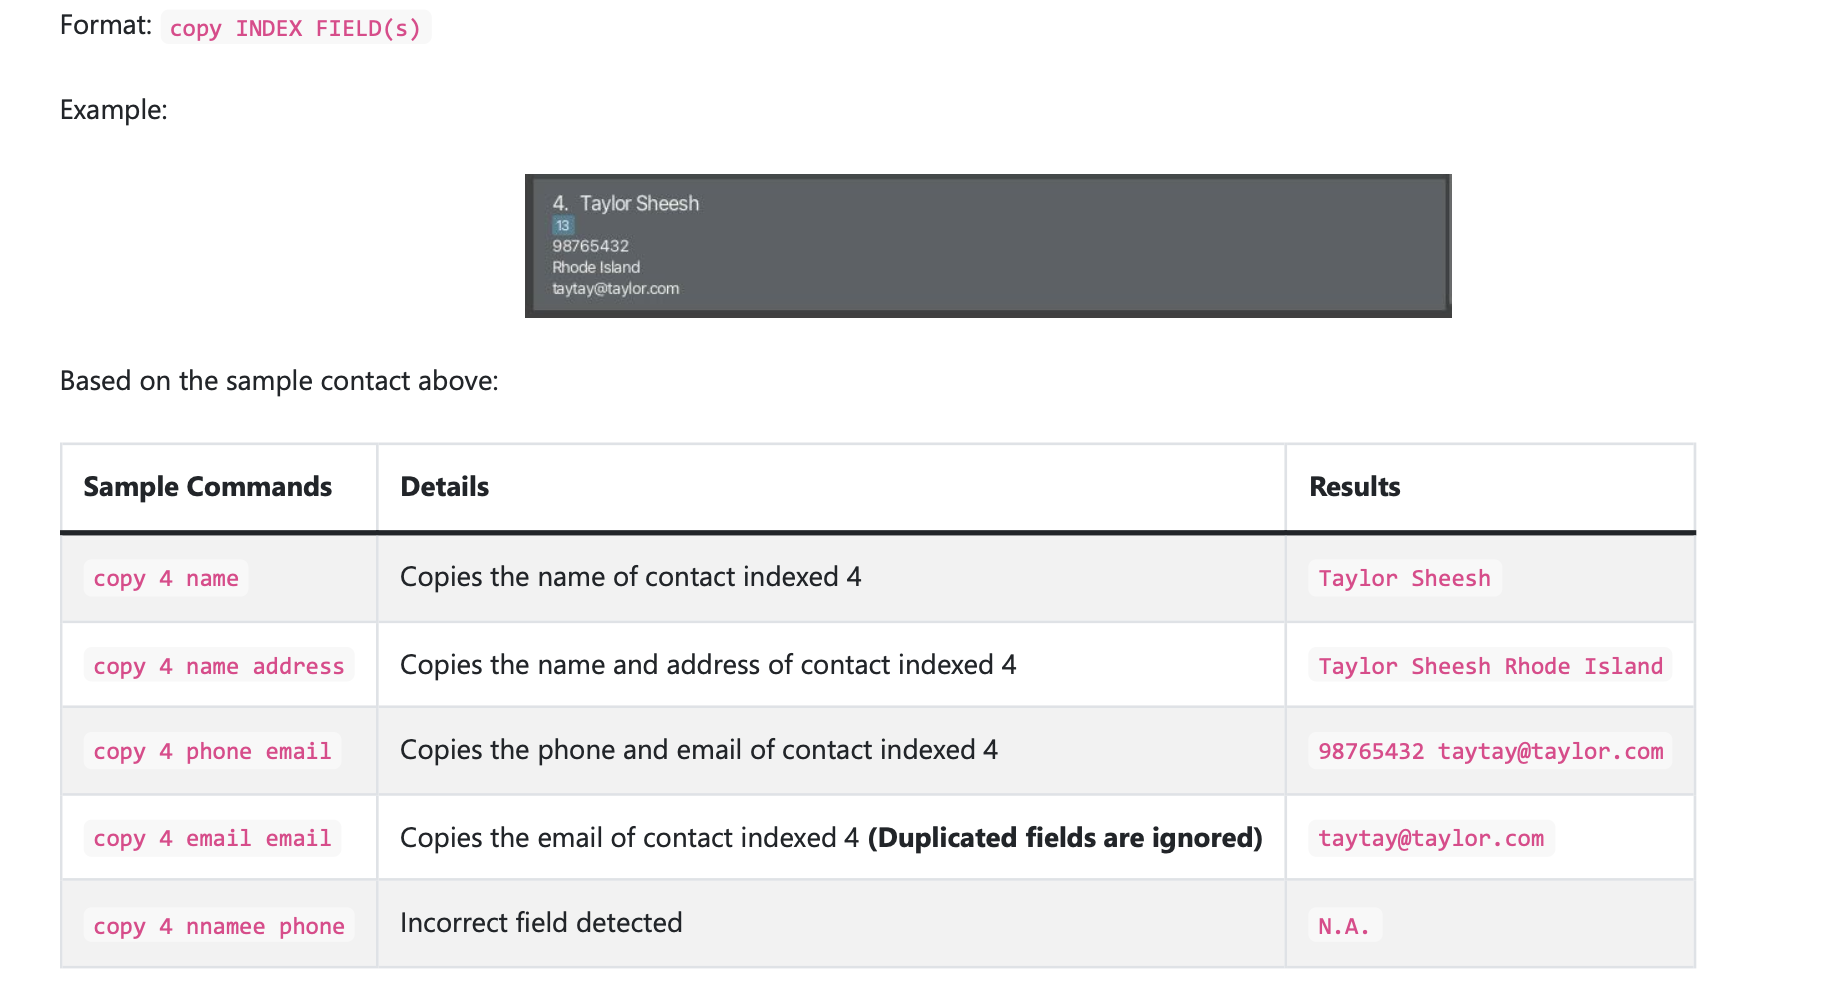 Format: copy INDEX FIELD(s)
Example:
4. Taylor Sheesh
13
98765432
Rhode Island
taytay@taylor.com
Based on the sample contact above:
Sample Commands Details Results
copy 4 name Copies the name of contact indexed 4 Taylor Sheesh
copy 4 name address Copies the name and address of contact indexed 4 Taylor Sheesh Rhode Island
copy 4 phone email Copies the phone and email of contact indexed 4 98765432 taytay@taylor.com
copy 4 email email Copies the email of contact indexed 4 (Duplicated fields are ignored) taytay@taylor.com
copy 4 nnamee phone Incorrect field detected N.A.